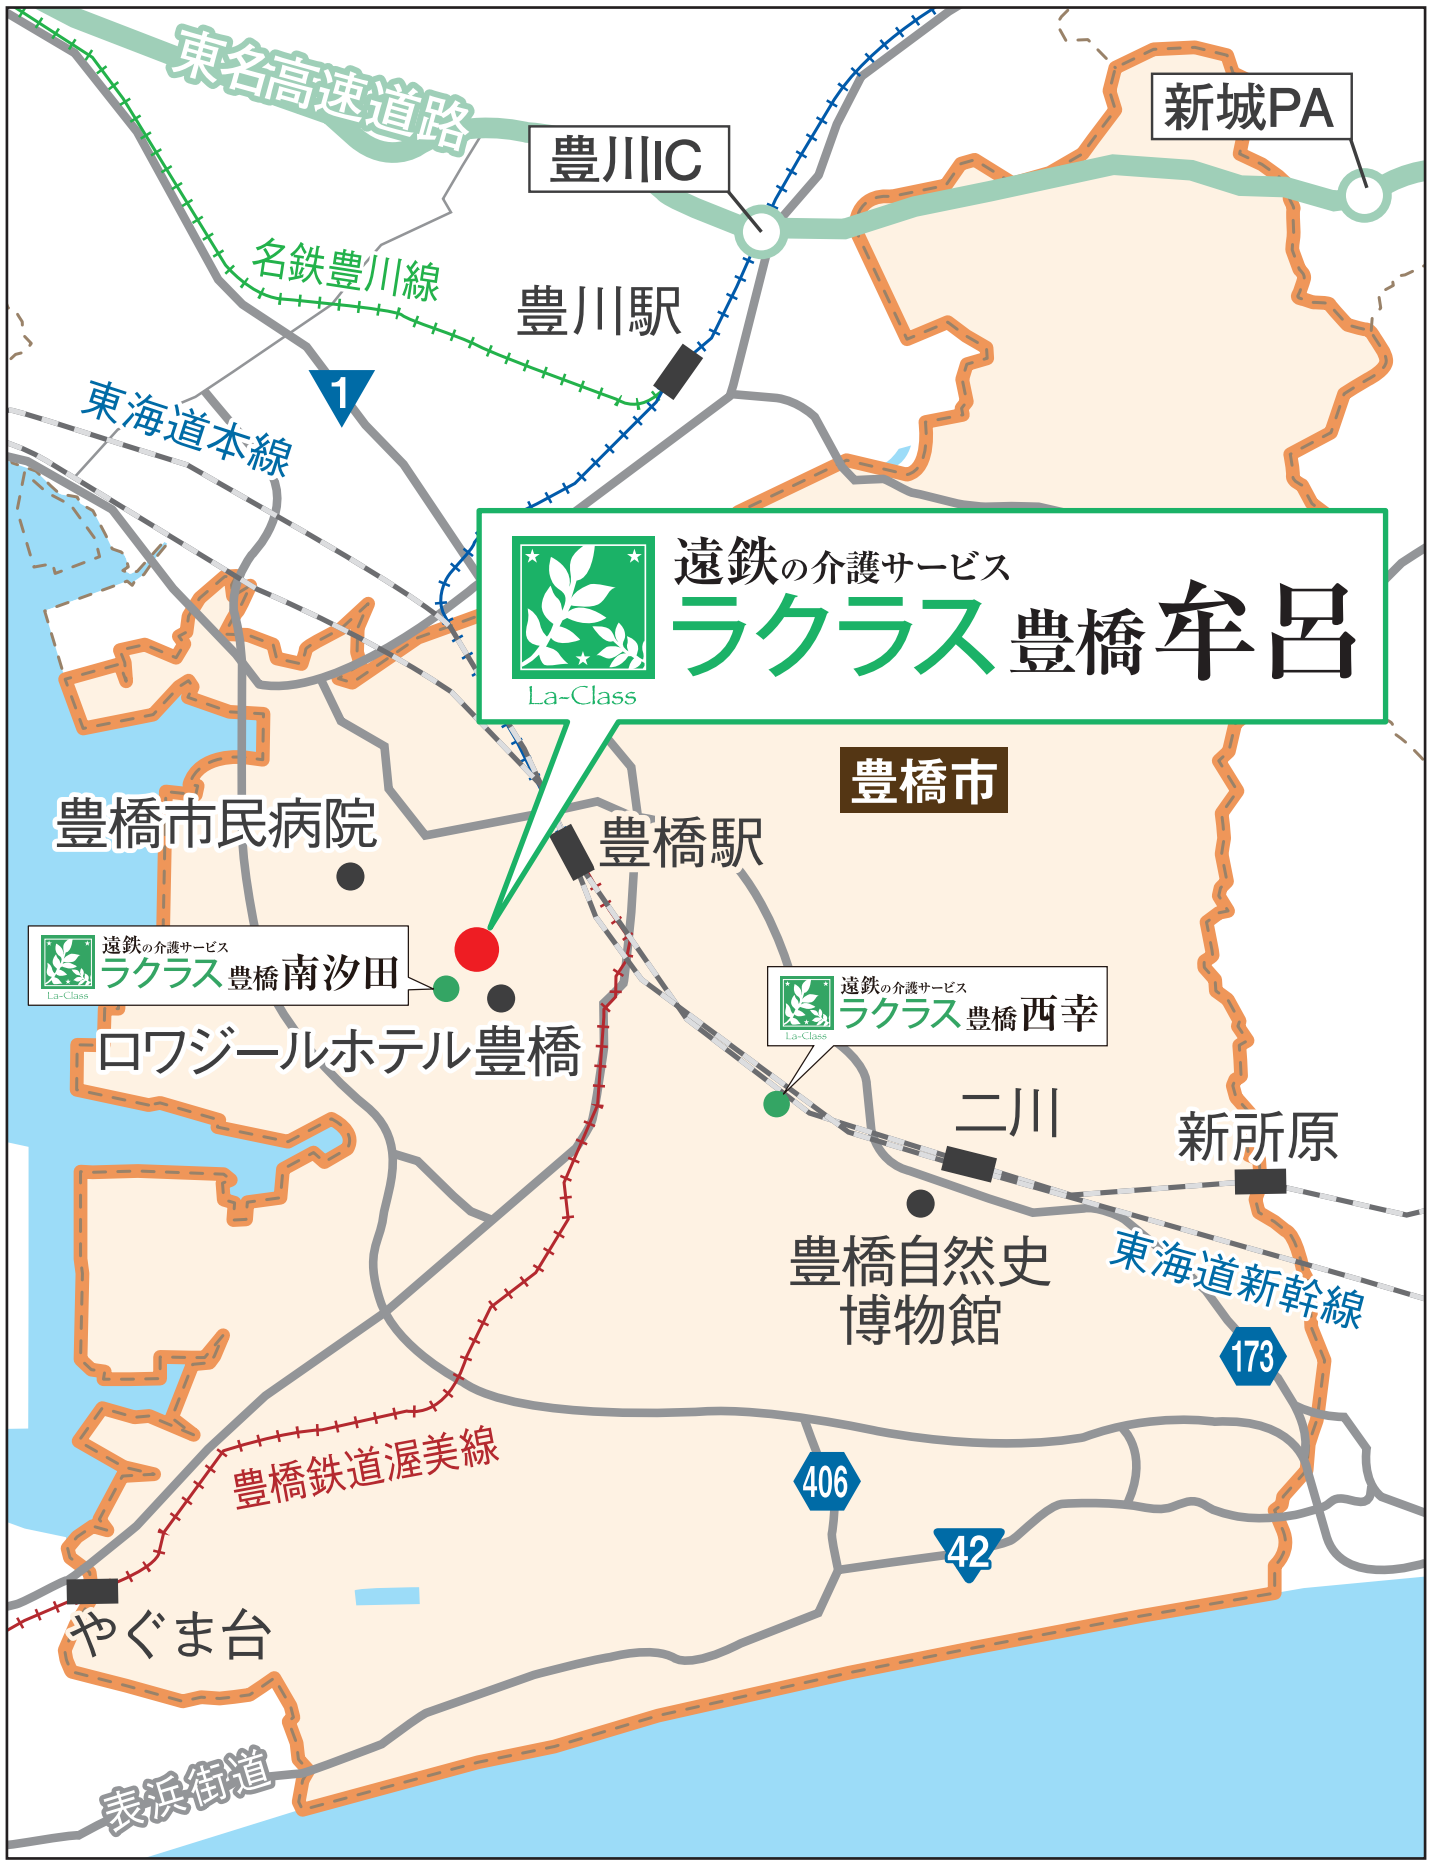 東名高速道路
新城PA
豊川IC
名鉄豊川線
豊川駅
1
東海道本線
遠鉄の介護サービス
ラクラス 豊橋 牟呂
La-Class
豊橋市
豊橋市民病院
豊橋駅
遠鉄の介護サービス
ラクラス 豊橋 南汐田
La-Class
遠鉄の介護サービス
ラクラス 豊橋 西幸
La-Class
ロワジールホテル豊橋
二川
新所原
豊橋自然史
博物館
東海道新幹線
173
豊橋鉄道渥美線
406
42
やぐま台
表浜街道